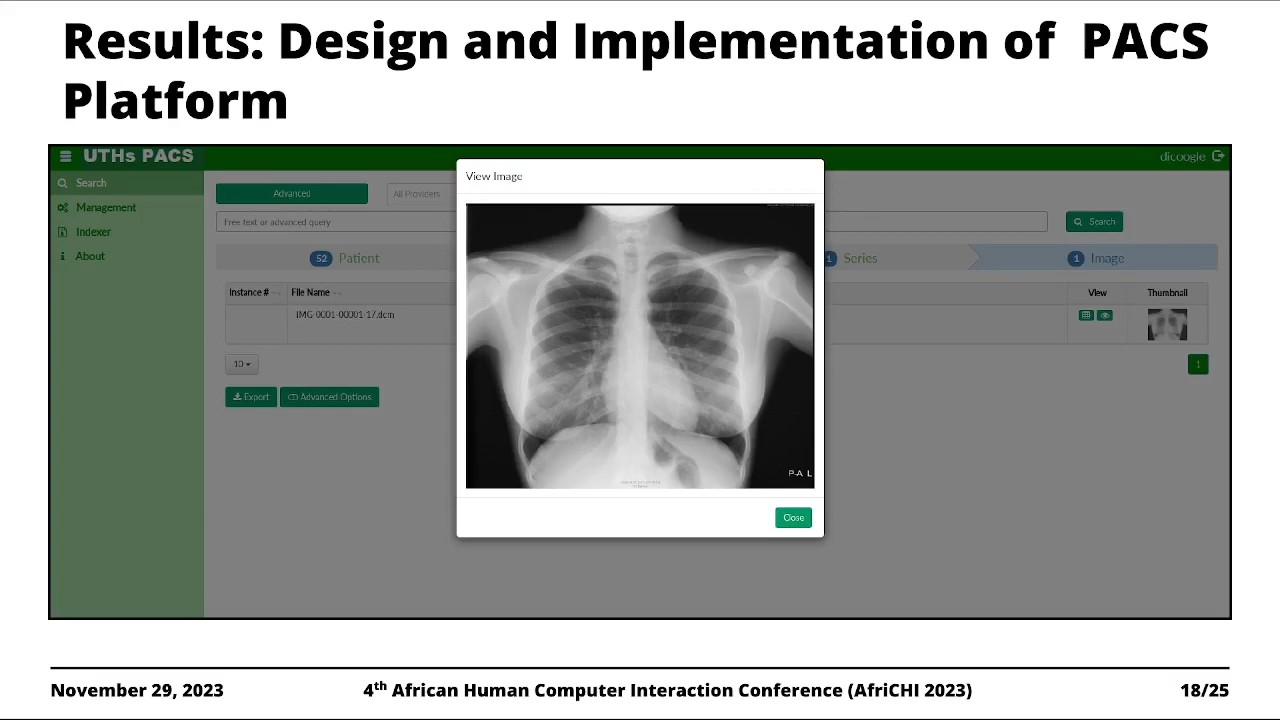 Results: Design and Implementation of PACS
Platform
UTHs PACS
dicoogle
Search
Management
Indexer
About
Advanced
All Providers
Free text or advanced query
Search
52 Patient
1 Series
1 Image
Instance #
File Name
View
Thumbnail
IMG-0001-00001-17.dcm
10
1
Export
Advanced Options
View Image
P-A L
Close
November 29, 2023
4th African Human Computer Interaction Conference (AfriCHI 2023)
18/25